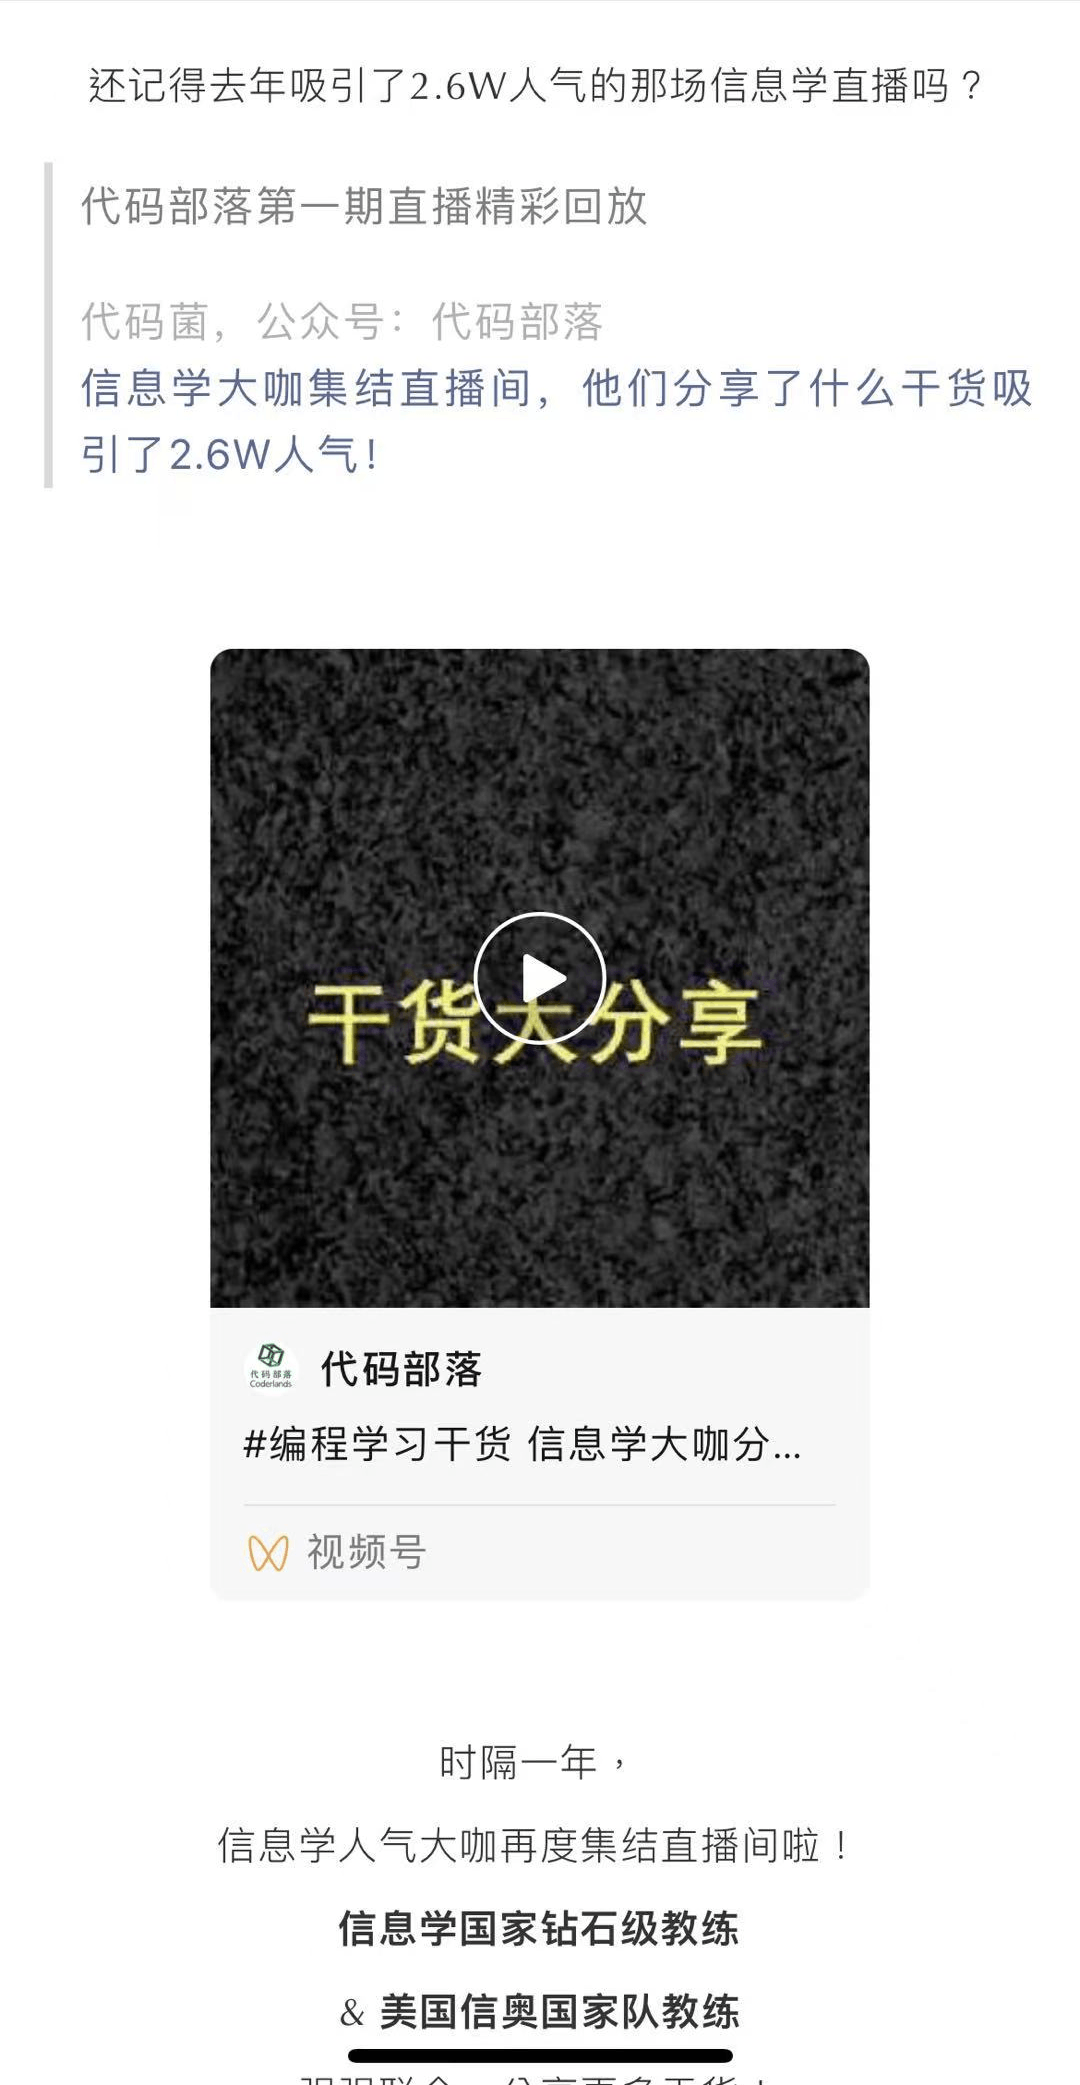 还记得去年吸引了2.6W人气的那场信息学直播吗？
代码部落第一期直播精彩回放
代码菌，公众号：代码部落
信息学大咖集结直播间，他们分享了什么干货吸
引了2.6W人气！
干货大分享
代码部落
Coderlands
代码部落
#编程学习干货 信息学大咖分...
视频号
时隔一年，
信息学人气大咖再度集结直播间啦！
信息学国家钻石级教练
& 美国信奥国家队教练